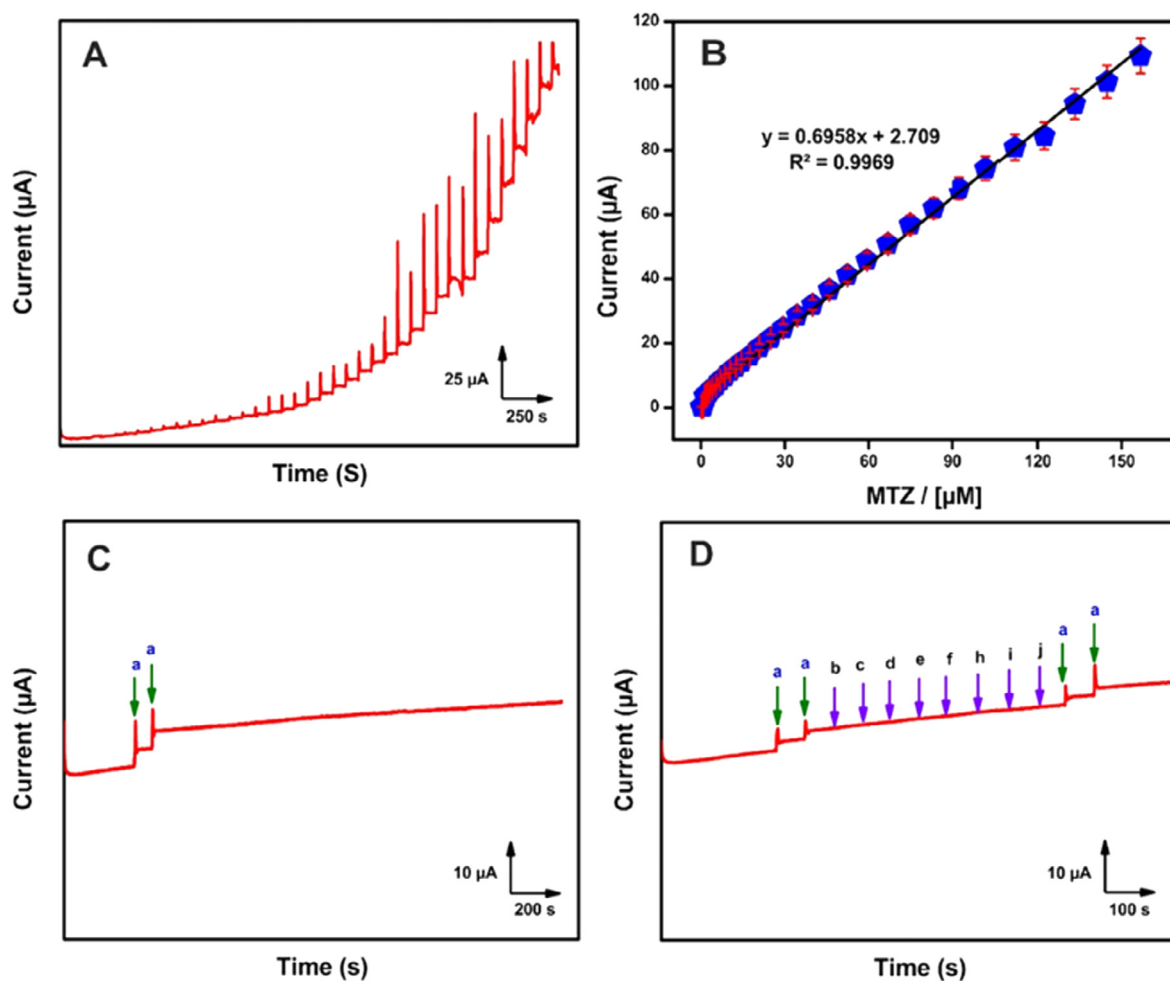 A
Current (µA)
25 µA
250 s
Time (S)
B
Current (µA)
120
100
80
60
40
20
0
y = 0.6958x + 2.709
R² = 0.9969
0 30 60 90 120 150
MTZ / [µM]
C
Current (µA)
a a
10 µA
200 s
Time (s)
D
Current (µA)
a a b c d e f h i j a a
10 µA
100 s
Time (s)